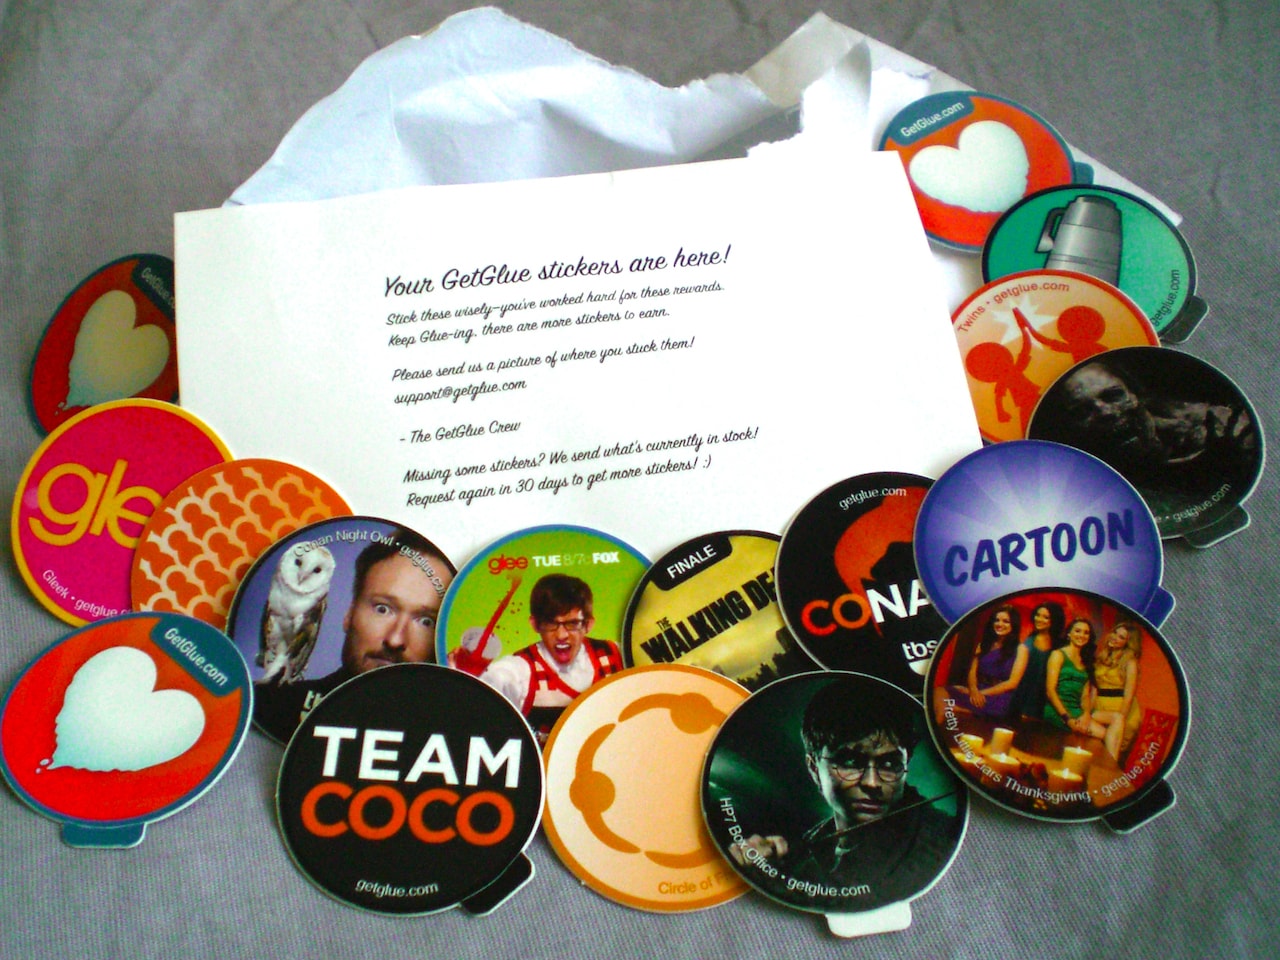 Your GetGlue stickers are here!
Stick these wisely-you've worked hard for these rewards.
Keep Glue-ing, there are more stickers to earn.
Please send us a picture of where you stuck them!
support@getglue.com
- The GetGlue Crew
Missing some stickers? We send what's currently in stock!
Request again in 30 days to get more stickers! :)
GetGlue.com
getglue.com
Twins • getglue.com
• getglue.com
CARTOON
getglue.com
CONA
tbs
FINALE
THE
WALKING DE
glee TUE 8/7c FOX
Conan Night Owl • getglue.com
glee
Gleek • getglue.c
GetGlue.com
TEAM
COCO
getglue.com
Circle of
HP7 Box Office • getglue.com
Pretty Little Liars Thanksgiving • getglue.com